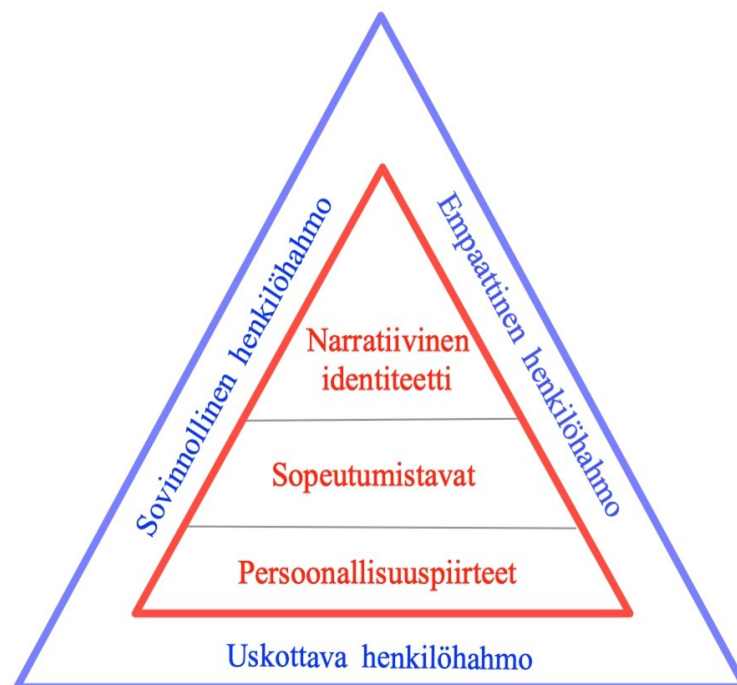 Sovinnollinen henkilöhahmo
Empaattinen henkilöhahmo
Narratiivinen
identiteetti
Sopeutumistavat
Persoonallisuuspiirteet
Uskottava henkilöhahmo